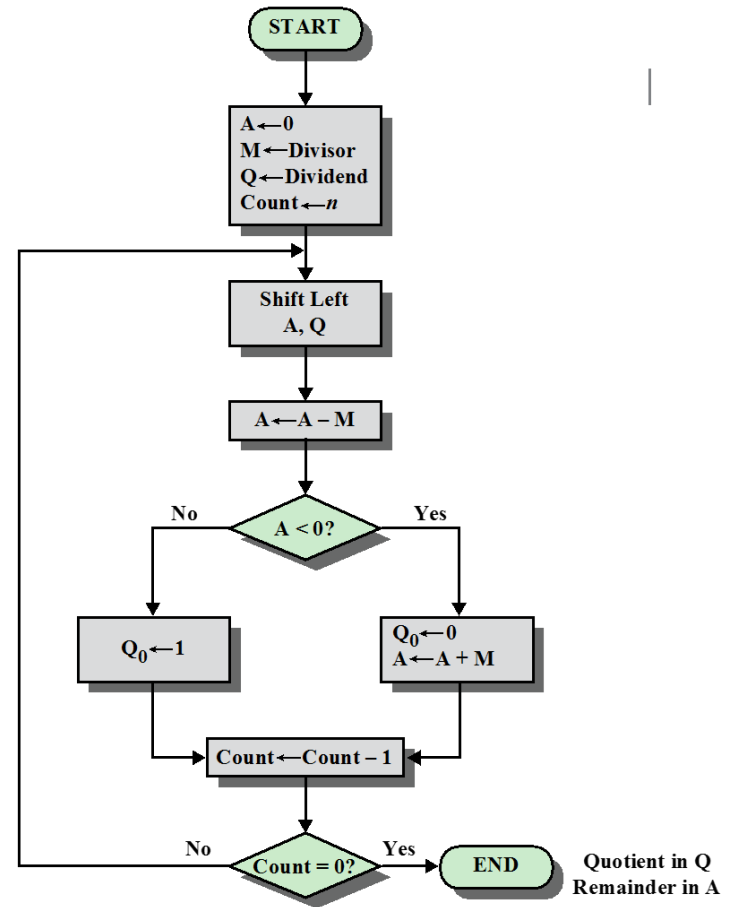 START
A←0
M←Divisor
Q←Dividend
Count←n
Shift Left
A, Q
A←A – M
No
A < 0?
Yes
Q₀←1
Q₀←0
A←A + M
Count←Count – 1
No
Count = 0?
Yes
END
Quotient in Q
Remainder in A